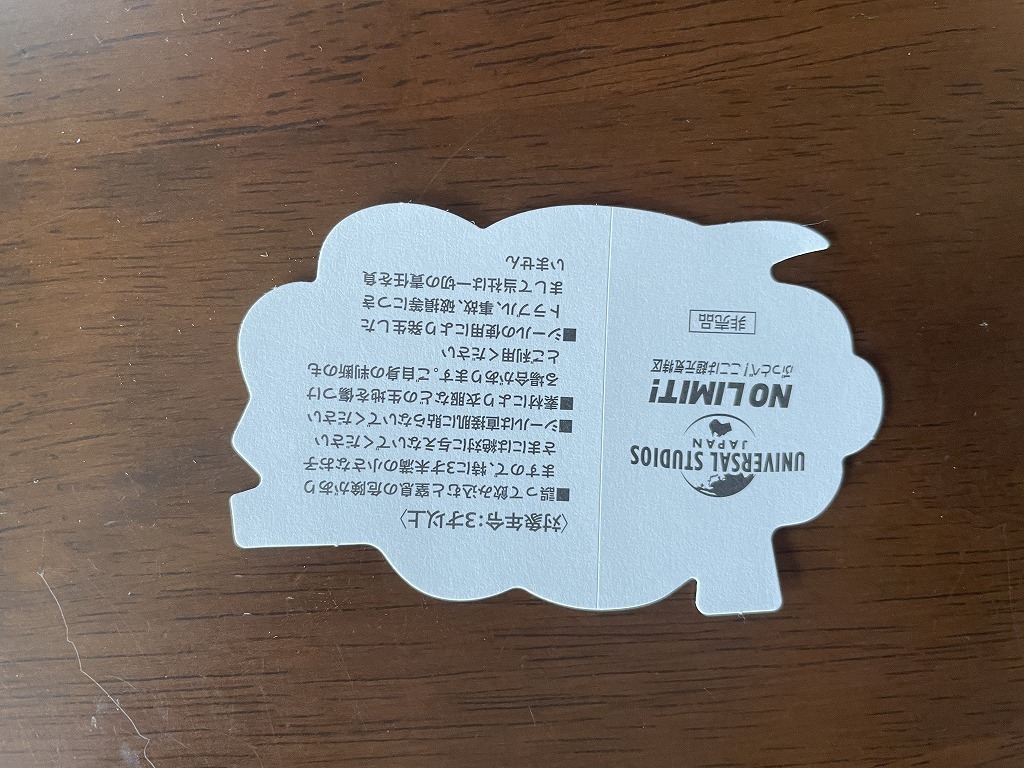 UNIVERSAL STUDIOS
JAPAN
NO LIMIT!
ぶっとべ!ここは超元気特区
非売品
〈対象年令:3才以上〉
■誤って飲み込むと窒息の危険があり
ますので、特に3才未満の小さなお子
さまには絶対に与えないでください
■シールは直接肌に貼らないでください
■素材により衣服などの生地を傷つけ
る場合があります。ご自身の判断のも
とご利用ください
■シールの使用により発生した
トラブル、事故、破損等につき
まして当社は一切の責任を負
いません